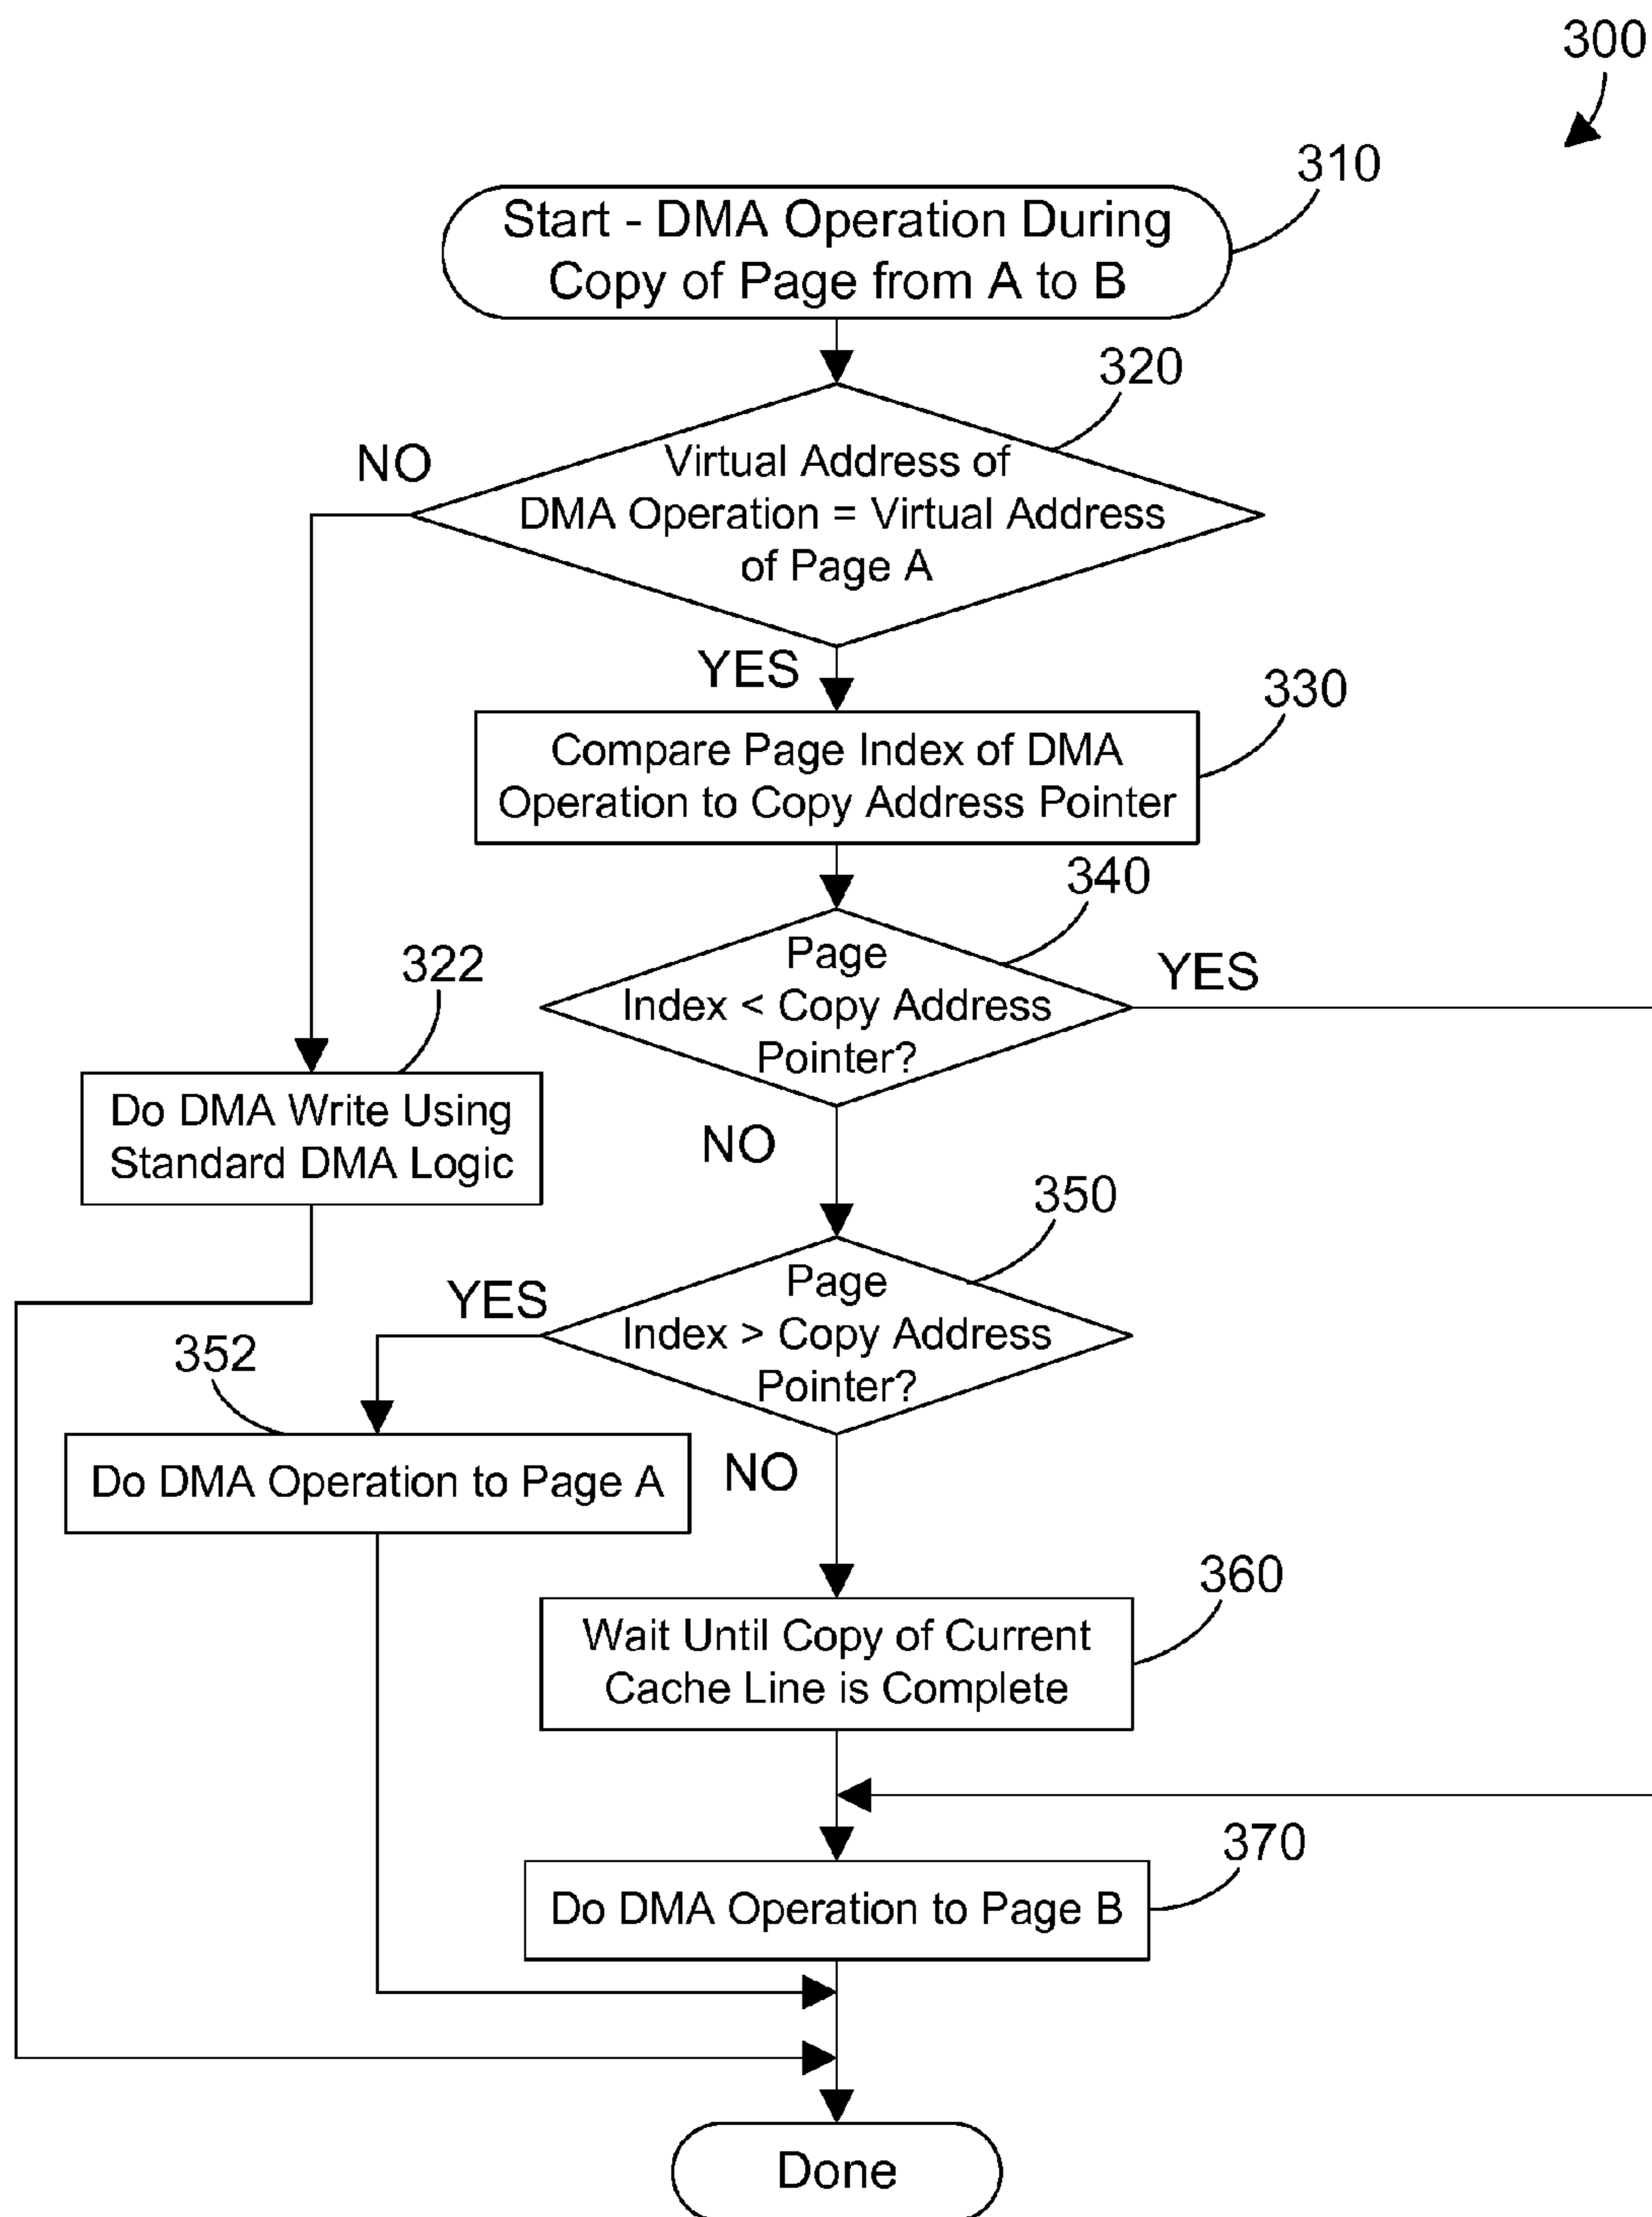 300
310
Start - DMA Operation During
Copy of Page from A to B
320
NO
Virtual Address of
DMA Operation = Virtual Address
of Page A
YES
330
Compare Page Index of DMA
Operation to Copy Address Pointer
340
Page
Index < Copy Address
Pointer?
YES
322
NO
Do DMA Write Using
Standard DMA Logic
350
Page
Index > Copy Address
Pointer?
YES
352
NO
Do DMA Operation to Page A
360
Wait Until Copy of Current
Cache Line is Complete
370
Do DMA Operation to Page B
Done